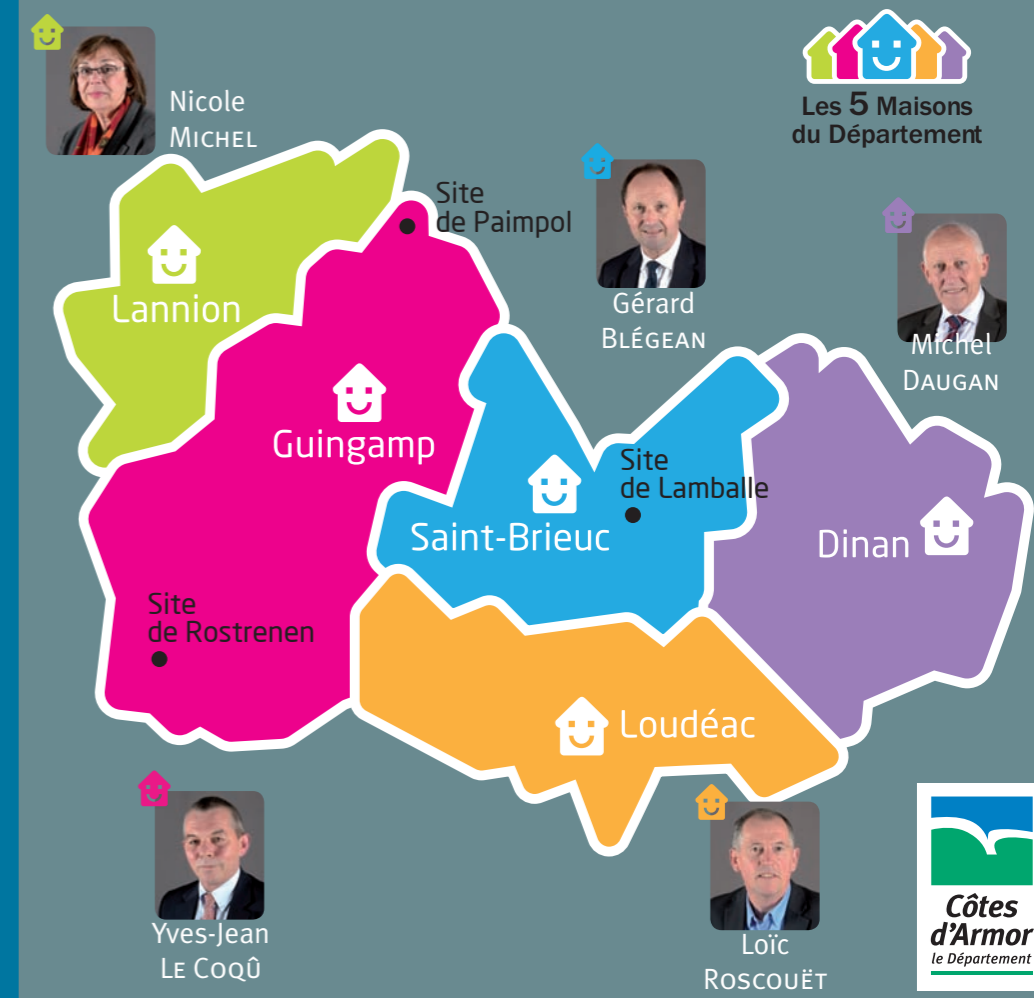 Nicole
MICHEL
Les 5 Maisons
du Département
Site
de Paimpol
Gérard
BLÉGEAN
Michel
DAUGAN
Lannion
Guingamp
Site
de Lamballe
Saint-Brieuc
Dinan
Site
de Rostrenen
Loudéac
Yves-Jean
LE COQÛ
Loïc
ROSCOUËT
Côtes
d'Armor
le Département